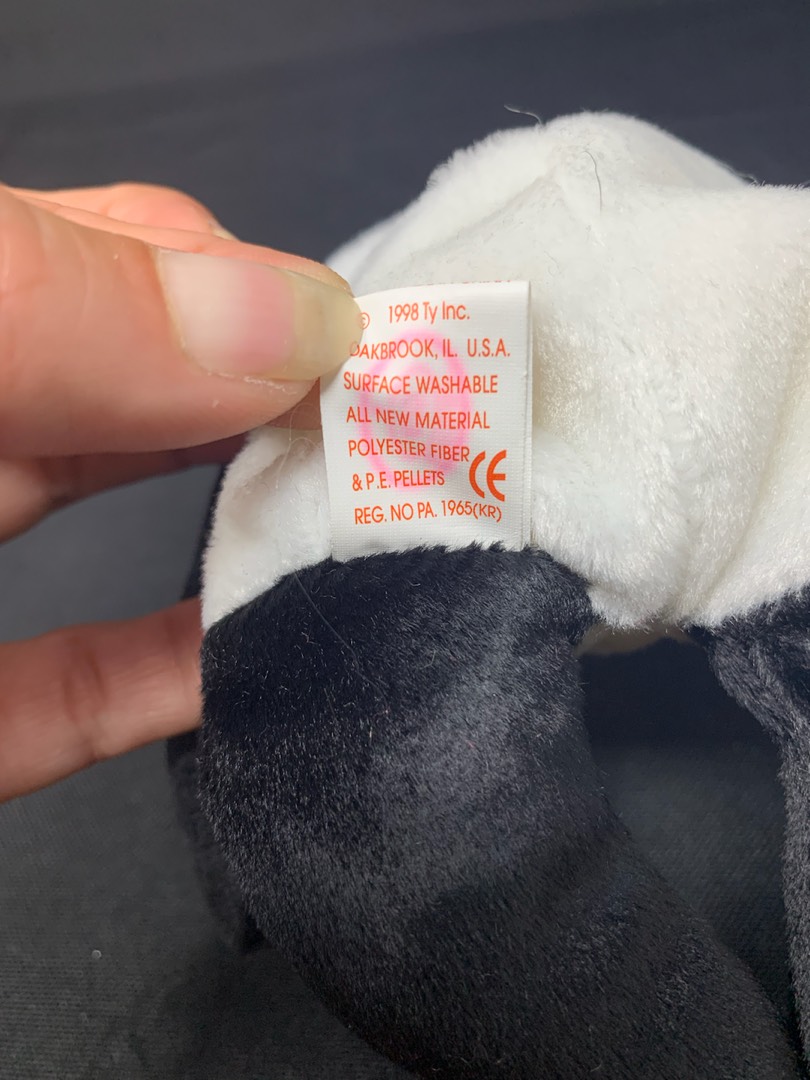 © 1998 Ty Inc.
OAKBROOK, IL. U.S.A.
SURFACE WASHABLE
ALL NEW MATERIAL
POLYESTER FIBER
& P.E. PELLETS CE
REG. NO PA. 1965(KR)